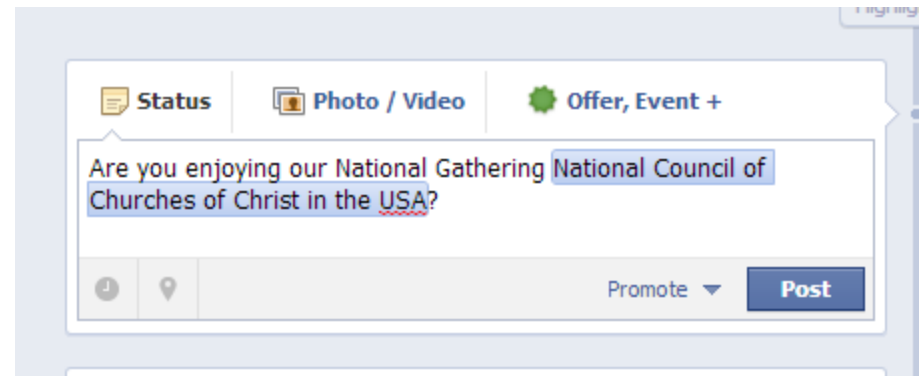 Status
Photo / Video
Offer, Event +
Are you enjoying our National Gathering National Council of
Churches of Christ in the USA?
Promote
Post